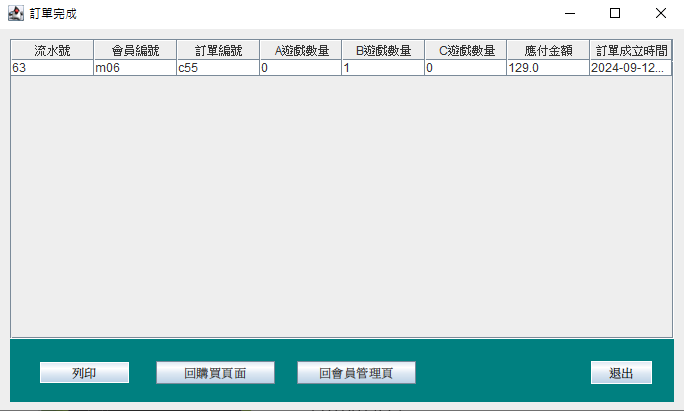 訂單完成
流水號 會員編號 訂單編號 A遊戲數量 B遊戲數量 C遊戲數量 應付金額 訂單成立時間
63 m06 c55 0 1 0 129.0 2024-09-12...
列印 回購買頁面 回會員管理頁 退出